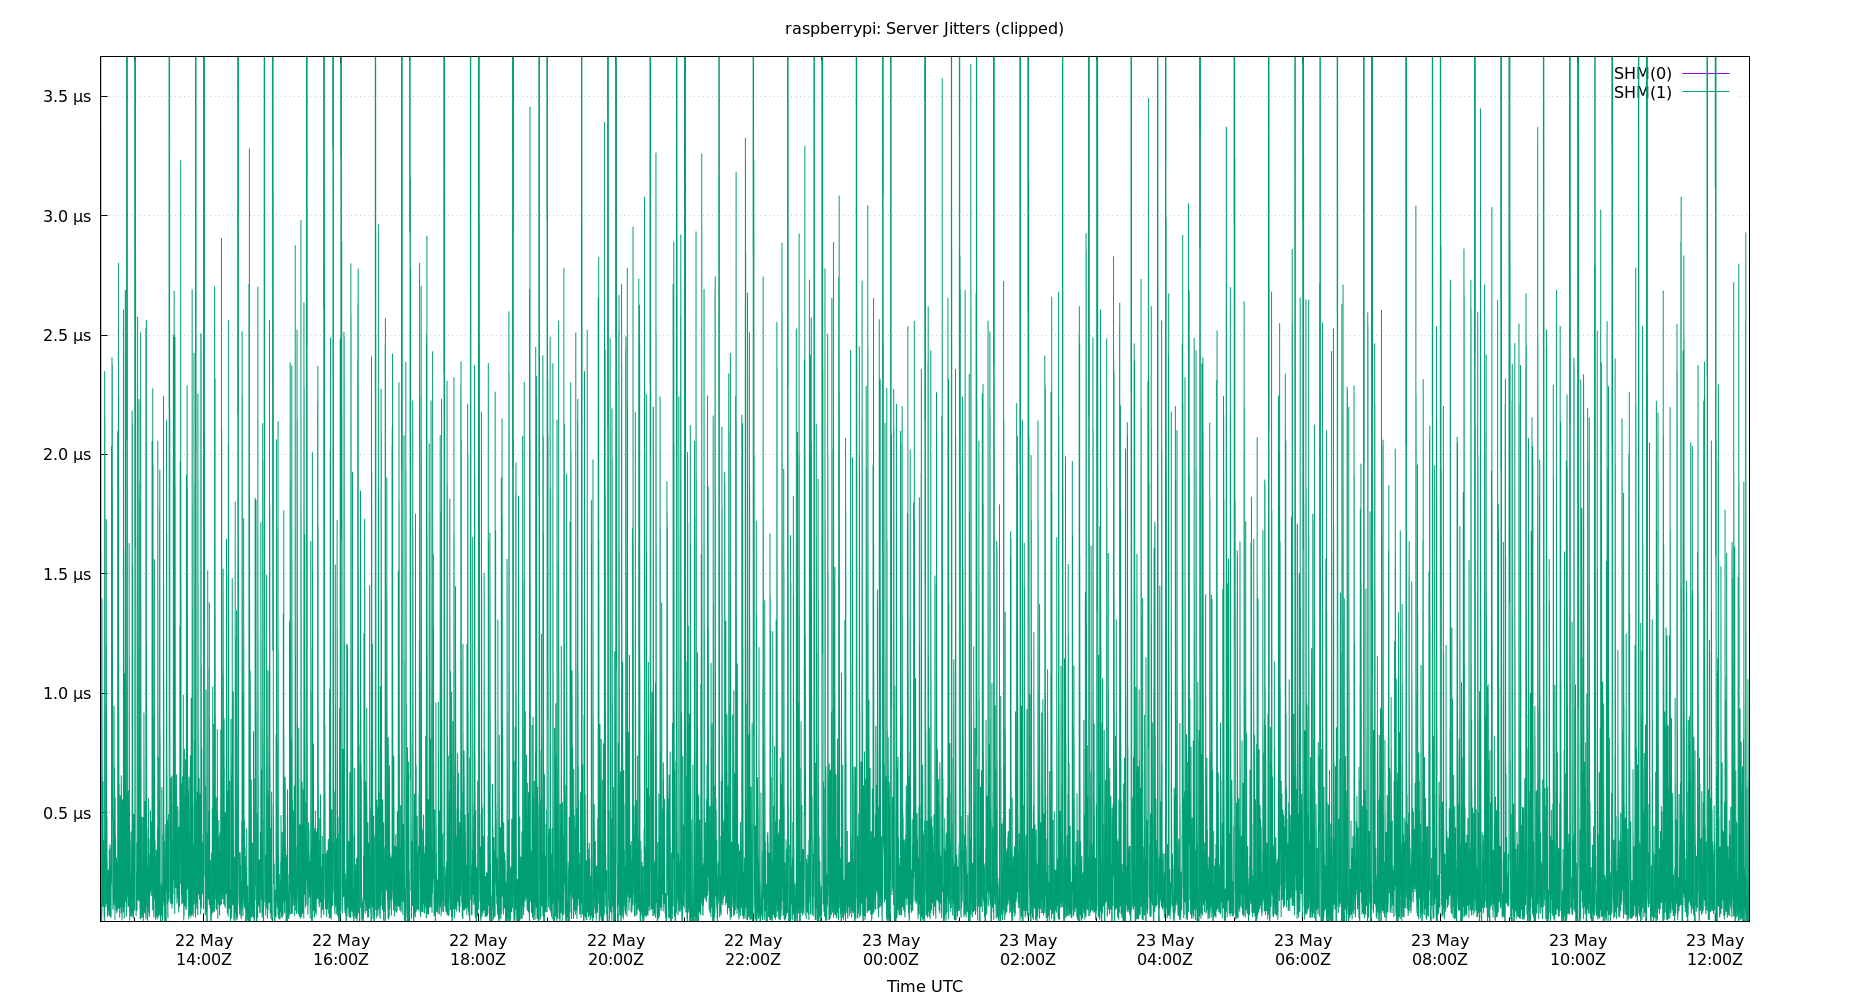 raspberrypi: Server Jitters (clipped)
SHM(0)
SHM(1)
3.5 μs
3.0 μs
2.5 μs
2.0 μs
1.5 μs
1.0 μs
0.5 μs
22 May 22 May 22 May 22 May 22 May 23 May 23 May 23 May 23 May 23 May 23 May 23 May
14:00Z 16:00Z 18:00Z 20:00Z 22:00Z 00:00Z 02:00Z 04:00Z 06:00Z 08:00Z 10:00Z 12:00Z
Time UTC